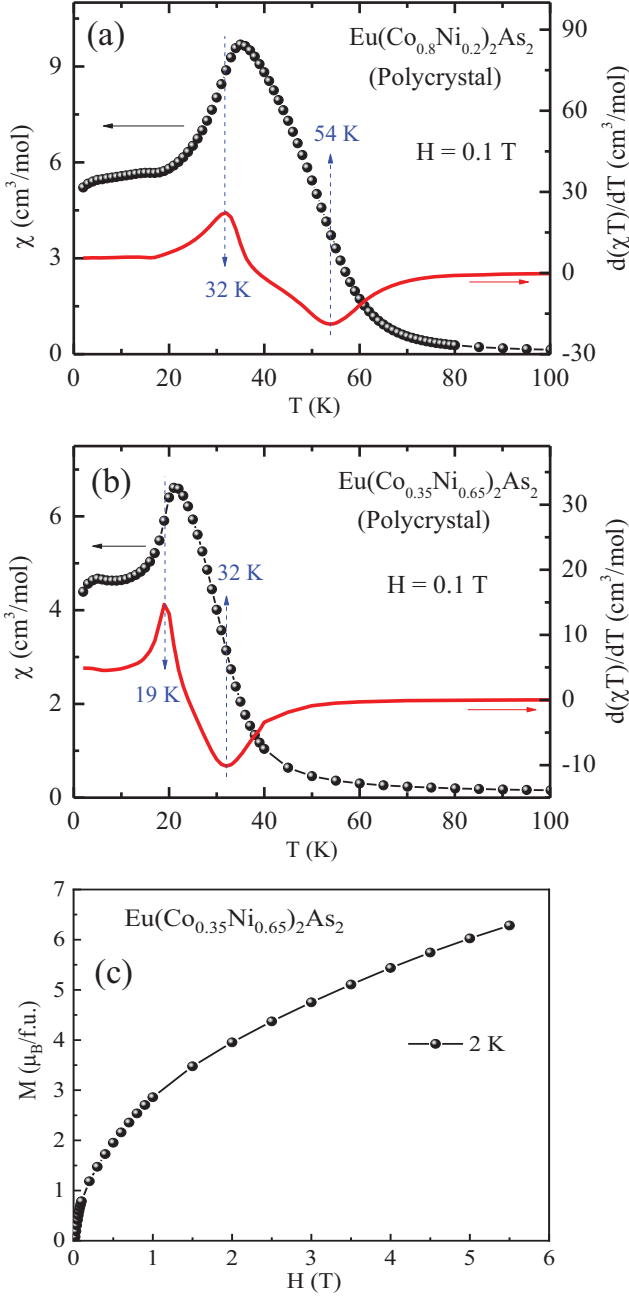 (a)
Eu(Co0.8Ni0.2)2As2
(Polycrystal)
H = 0.1 T
54 K
32 K
χ (cm3/mol)
0
3
6
9
d(χT)/dT (cm3/mol)
-30
0
30
60
90
0 20 40 60 80 100
T (K)
(b)
Eu(Co0.35Ni0.65)2As2
(Polycrystal)
H = 0.1 T
32 K
19 K
χ (cm3/mol)
0
2
4
6
d(χT)/dT (cm3/mol)
-10
0
10
20
30
0 20 40 60 80 100
T (K)
Eu(Co0.35Ni0.65)2As2
(c)
2 K
M (μB/f.u.)
0
1
2
3
4
5
6
7
0 1 2 3 4 5 6
H (T)